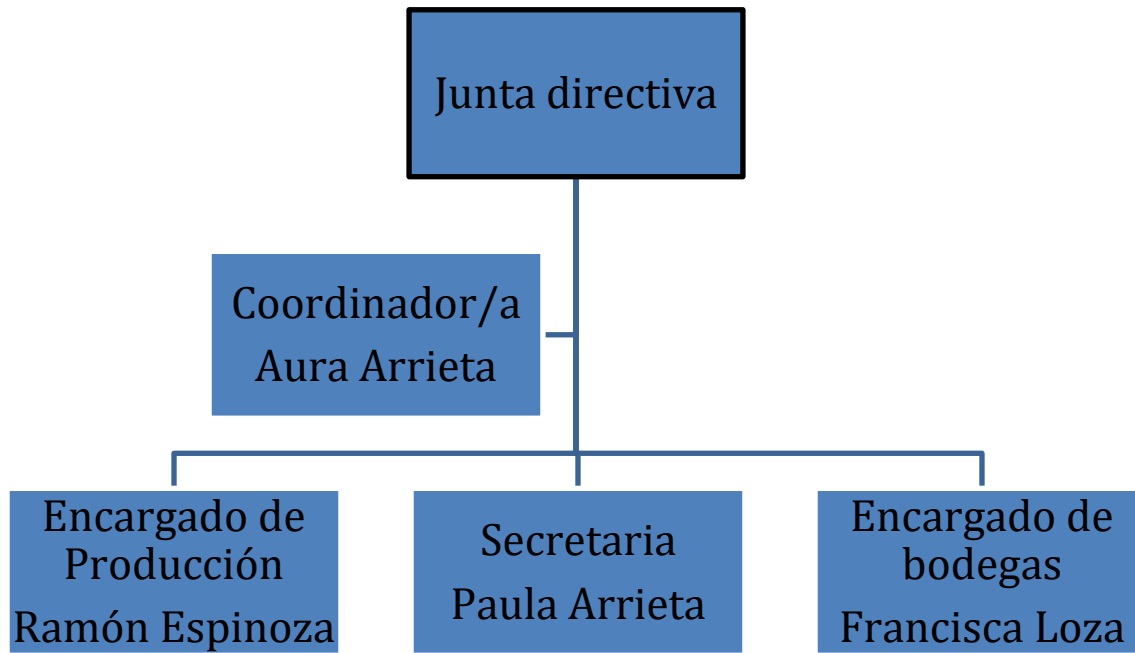 Junta directiva
Coordinador/a
Aura Arrieta
Encargado de
Producción
Ramón Espinoza
Secretaria
Paula Arrieta
Encargado de
bodegas
Francisca Loza